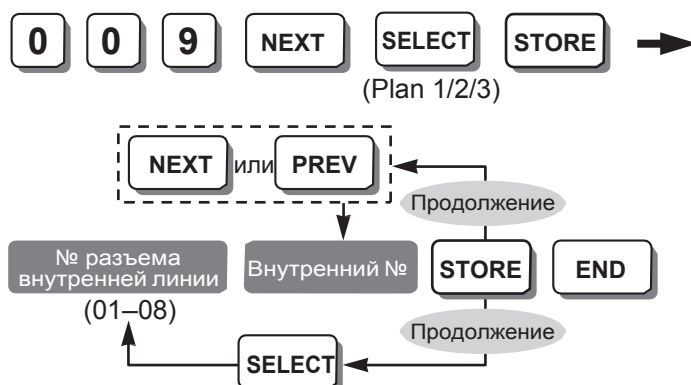 0 0 9 NEXT SELECT STORE
(Plan 1/2/3)
NEXT или PREV
Продолжение
№ разъема
внутренней линии
Внутренний №
STORE
END
(01–08)
Продолжение
SELECT